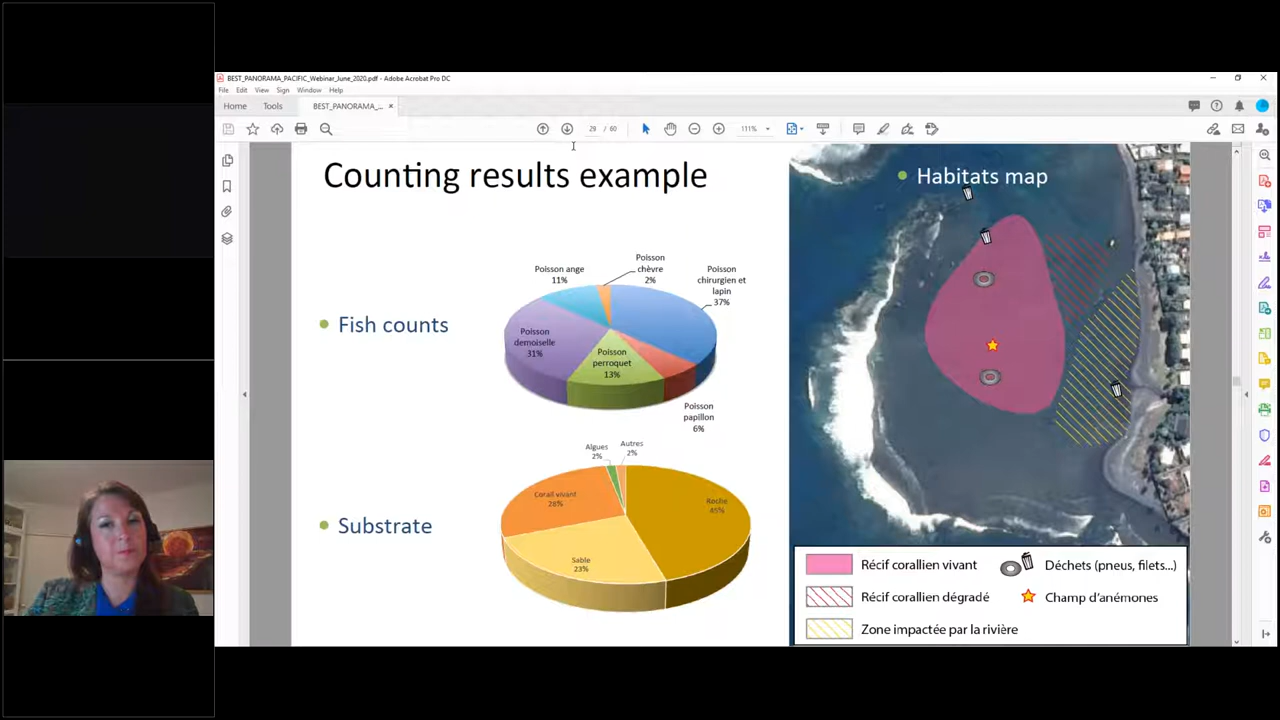 BEST_PANORAMA_PACIFIC_Webinar_June_2020.pdf - Adobe Acrobat Pro DC
File Edit View Sign Window Help
Home Tools BEST_PANORAMA_... ×
29 / 60 111%
Counting results example
Habitats map
Fish counts
Poisson ange
11%
Poisson
chèvre
2%
Poisson
chirurgien et
lapin
37%
Poisson
demoiselle
31%
Poisson
perroquet
13%
Poisson
papillon
6%
Substrate
Algues
2%
Autres
2%
Corail vivant
28%
Roche
45%
Sable
23%
Récif corallien vivant
Déchets (pneus, filets...)
Récif corallien dégradé
Champ d'anémones
Zone impactée par la rivière